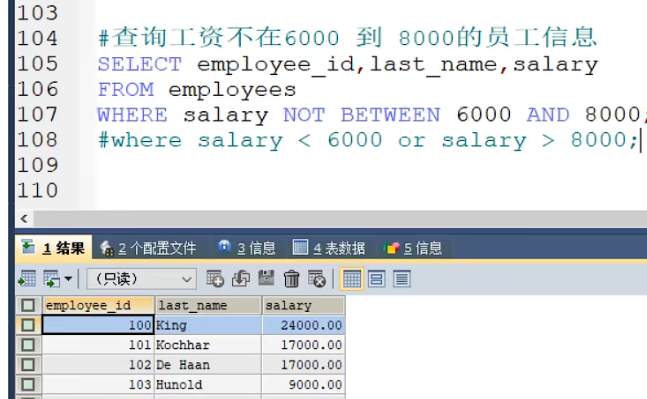 103
104 #查询工资不在6000 到 8000的员工信息
105 SELECT employee_id,last_name,salary
106 FROM employees
107 WHERE salary NOT BETWEEN 6000 AND 8000;
108 #where salary < 6000 or salary > 8000;
109
110
1 结果 2 个配置文件 3 信息 4 表数据 5 信息
(只读)
employee_id last_name salary
100 King 24000.00
101 Kochhar 17000.00
102 De Haan 17000.00
103 Hunold 9000.00